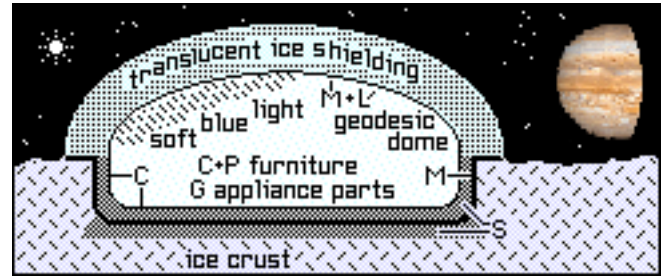 translucent ice shielding
soft blue light
M+L
geodesic
dome
C+P furniture
G appliance parts
C
M
S
ice crust